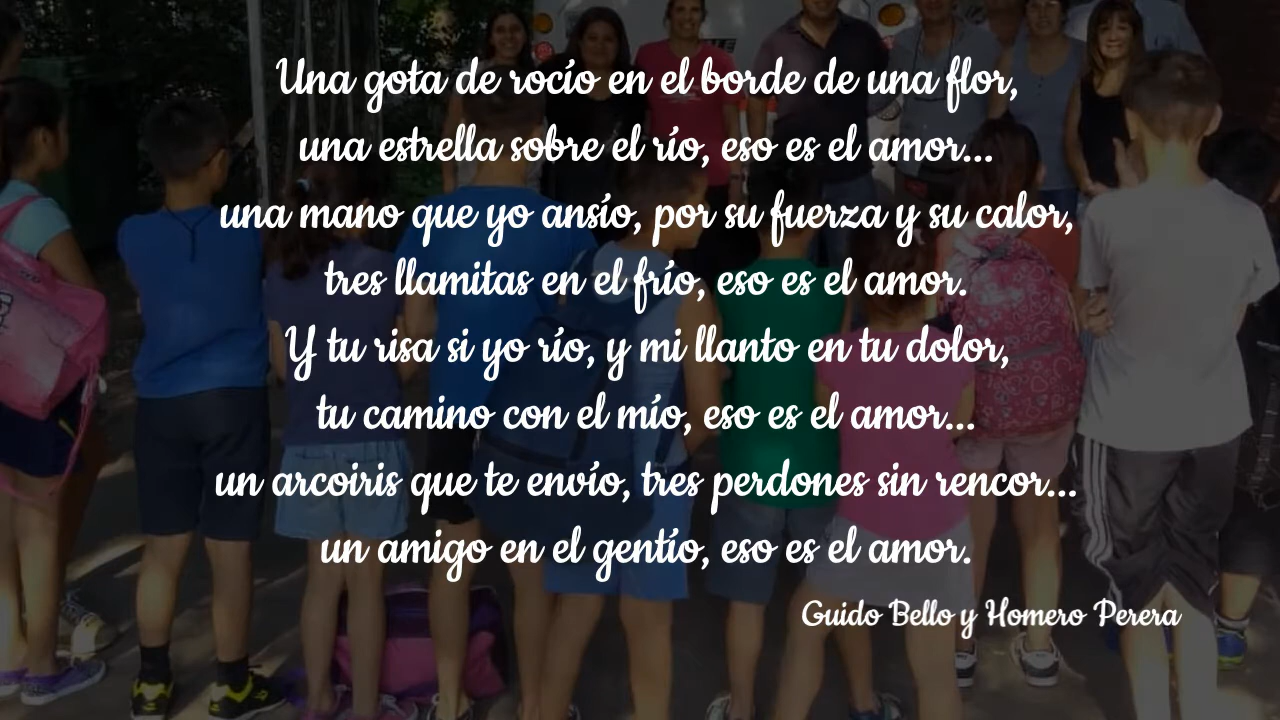 Una gota de rocío en el borde de una flor,
una estrella sobre el río, eso es el amor...
una mano que yo ansío, por su fuerza y su calor,
tres llamitas en el frío, eso es el amor.
Y tu risa si yo río, y mi llanto en tu dolor,
tu camino con el mío, eso es el amor...
un arcoiris que te envío, tres perdones sin rencor...
un amigo en el gentío, eso es el amor.
Guido Bello y Homero Perera